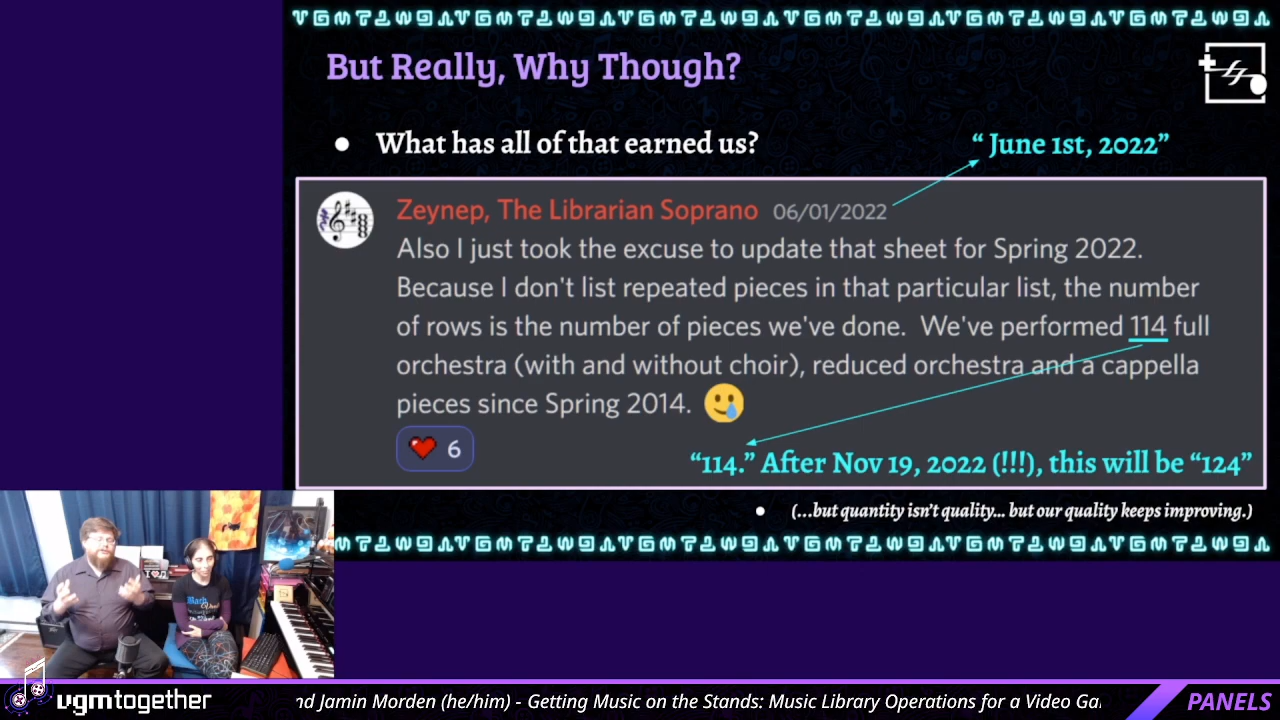 But Really, Why Though?
● What has all of that earned us?
“ June 1st, 2022”
Zeynep, The Librarian Soprano 06/01/2022
Also I just took the excuse to update that sheet for Spring 2022.
Because I don't list repeated pieces in that particular list, the number
of rows is the number of pieces we've done. We've performed 114 full
orchestra (with and without choir), reduced orchestra and a cappella
pieces since Spring 2014.
6
“114.” After Nov 19, 2022 (!!!), this will be “124”
● (...but quantity isn’t quality... but our quality keeps improving.)
vgmtogether
nd Jamin Morden (he/him) - Getting Music on the Stands: Music Library Operations for a Video Ga
PANELS